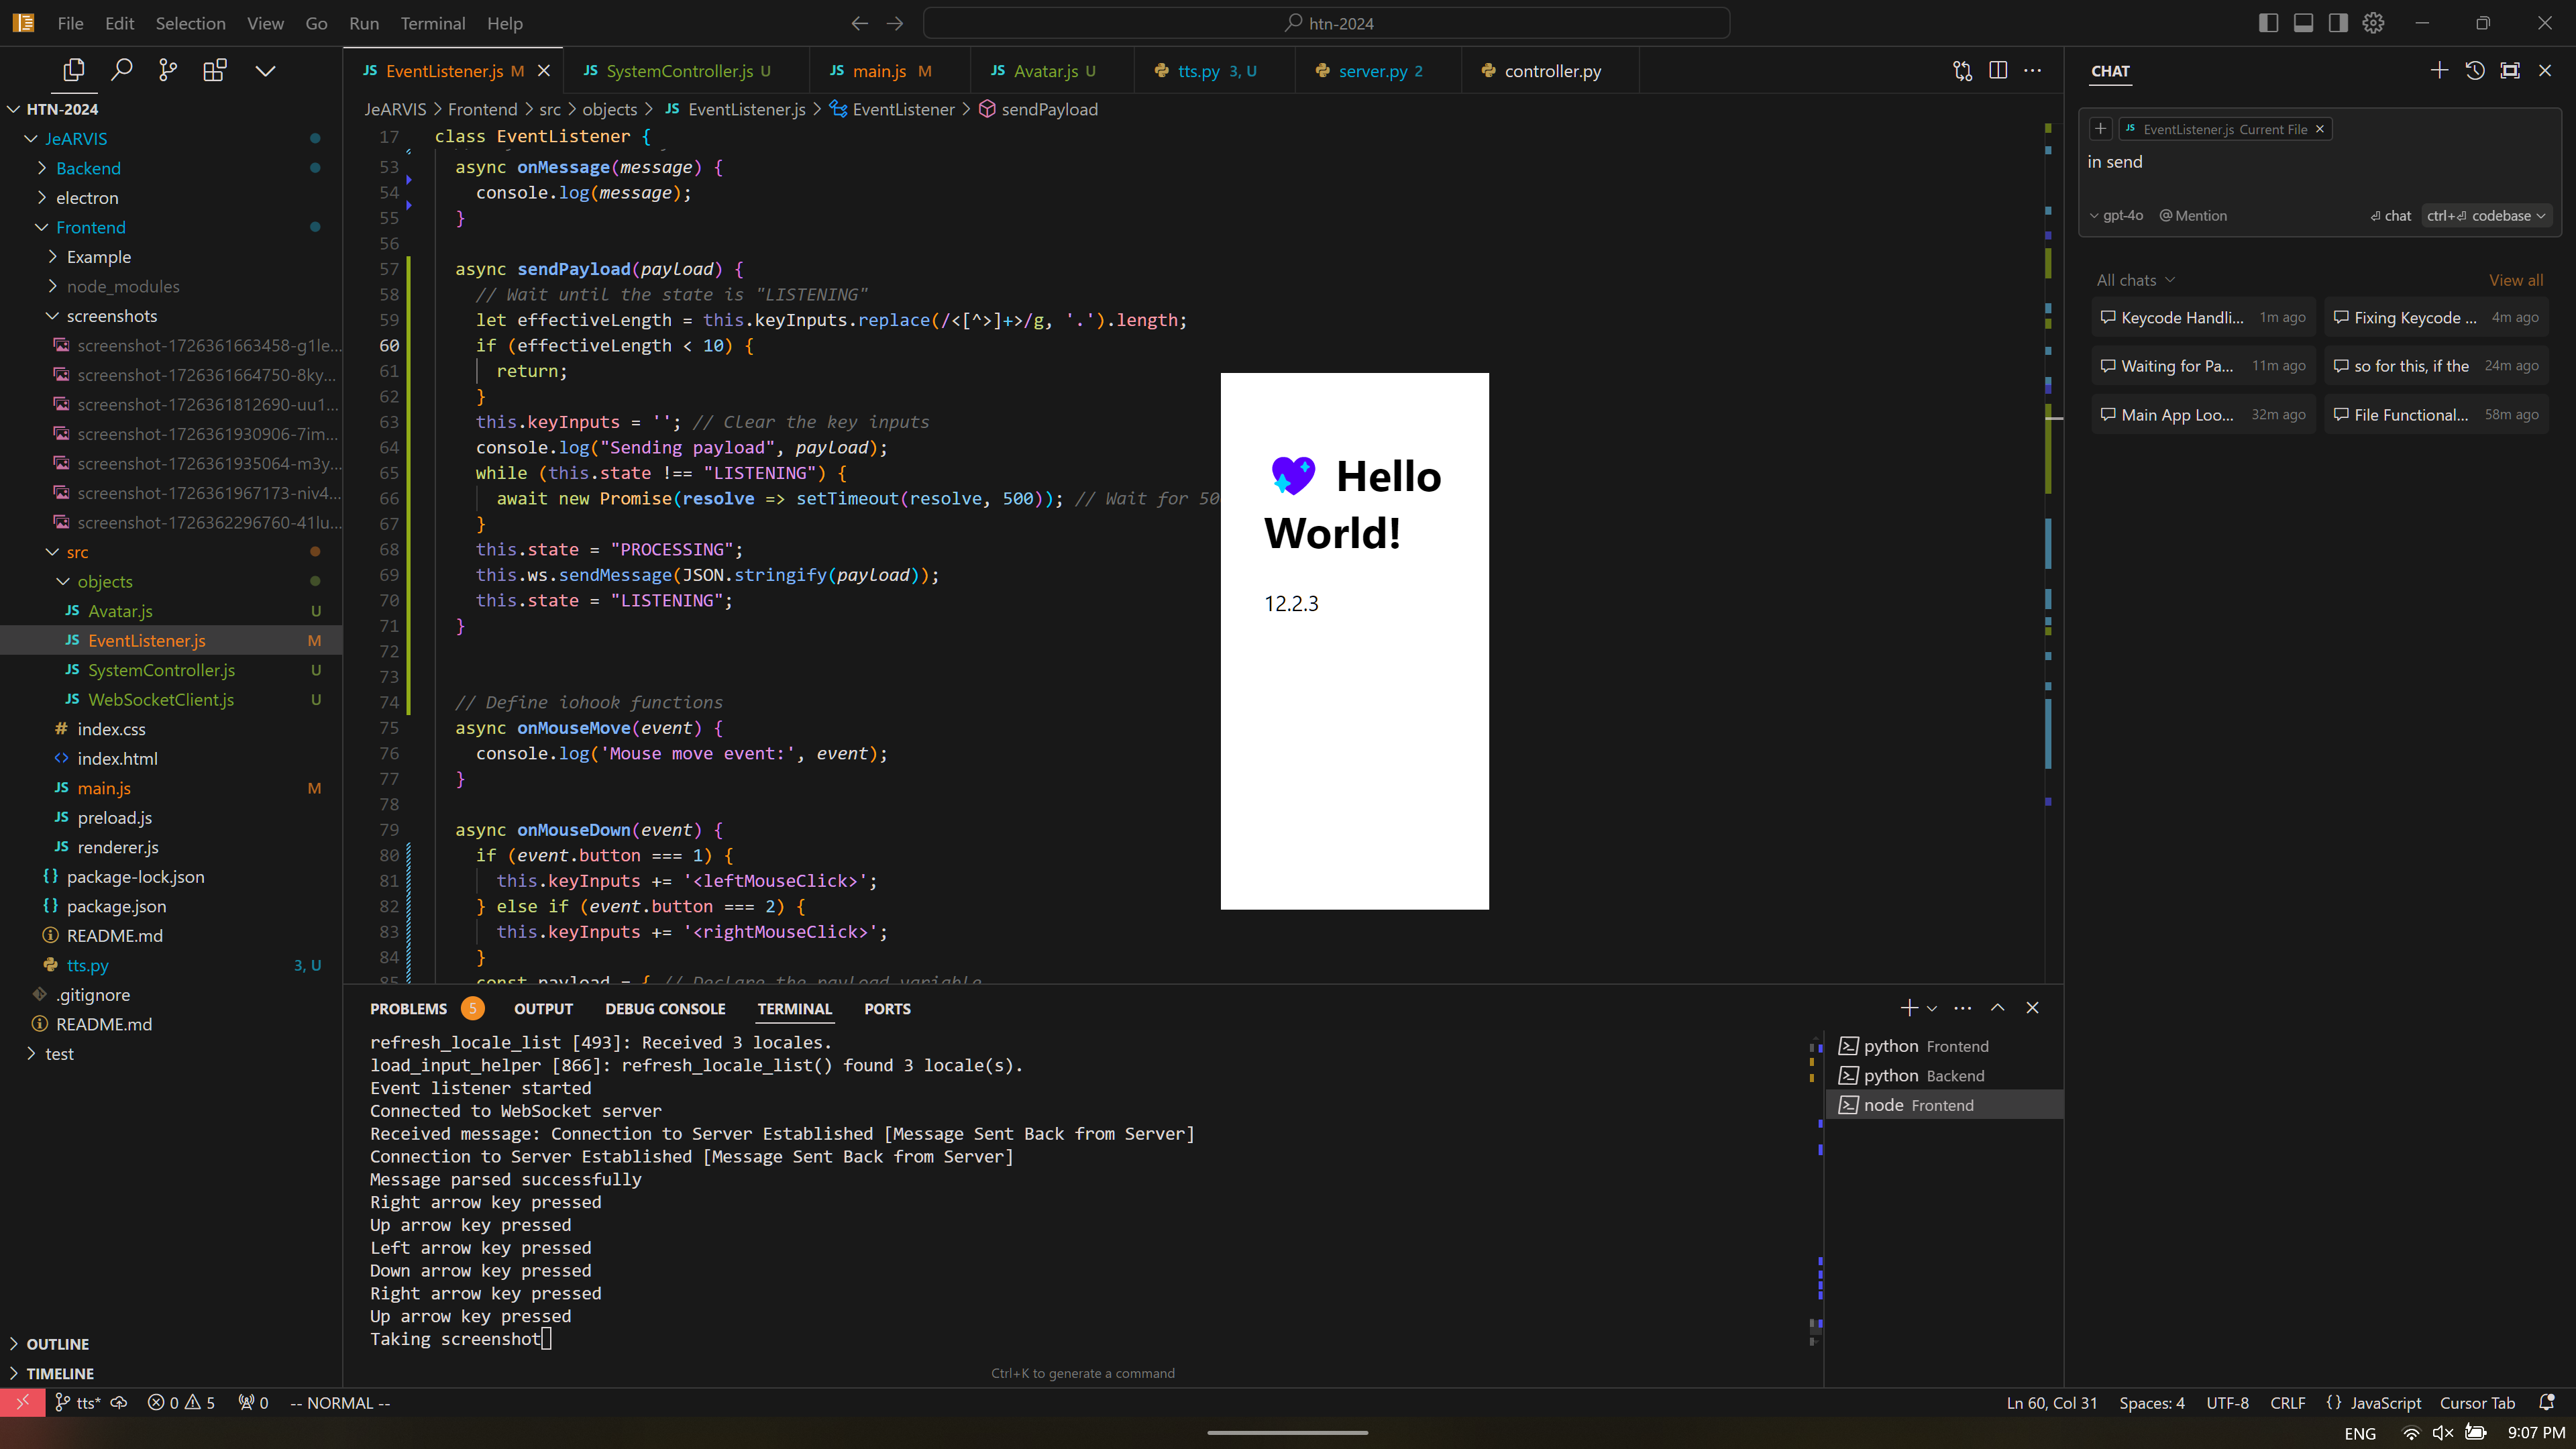 File Edit Selection View Go Run Terminal Help
htn-2024
HTN-2024
JeARVIS
Backend
electron
Frontend
Example
node_modules
screenshots
screenshot-1726361663458-g1le...
screenshot-1726361664750-8ky...
screenshot-1726361812690-uu1...
screenshot-1726361930906-7im...
screenshot-1726361935064-m3y...
screenshot-1726361967173-niv4...
screenshot-1726362296760-41lu...
src
objects
JS Avatar.js U
JS EventListener.js M
JS SystemController.js U
JS WebSocketClient.js U
# index.css
<> index.html
JS main.js M
JS preload.js
JS renderer.js
{} package-lock.json
{} package.json
README.md
tts.py 3, U
.gitignore
README.md
test
OUTLINE
TIMELINE
JS EventListener.js M
JS SystemController.js U
JS main.js M
JS Avatar.js U
tts.py 3, U
server.py 2
controller.py
JeARVIS > Frontend > src > objects > JS EventListener.js > EventListener > sendPayload
17 class EventListener {
53 async onMessage(message) {
54 console.log(message);
55 }
56
57 async sendPayload(payload) {
58 // Wait until the state is "LISTENING"
59 let effectiveLength = this.keyInputs.replace(/<[^>]+>/g, '.').length;
60 if (effectiveLength < 10) {
61 return;
62 }
63 this.keyInputs = ''; // Clear the key inputs
64 console.log("Sending payload", payload);
65 while (this.state !== "LISTENING") {
66 await new Promise(resolve => setTimeout(resolve, 500)); // Wait for 50
67 }
68 this.state = "PROCESSING";
69 this.ws.sendMessage(JSON.stringify(payload));
70 this.state = "LISTENING";
71 }
72
73
74 // Define iohook functions
75 async onMouseMove(event) {
76 console.log('Mouse move event:', event);
77 }
78
79 async onMouseDown(event) {
80 if (event.button === 1) {
81 this.keyInputs += '<leftMouseClick>';
82 } else if (event.button === 2) {
83 this.keyInputs += '<rightMouseClick>';
84 }
85 const payload = { // Declare the payload variable
💜 Hello
World!
12.2.3
PROBLEMS 5 OUTPUT DEBUG CONSOLE TERMINAL PORTS
refresh_locale_list [493]: Received 3 locales.
load_input_helper [866]: refresh_locale_list() found 3 locale(s).
Event listener started
Connected to WebSocket server
Received message: Connection to Server Established [Message Sent Back from Server]
Connection to Server Established [Message Sent Back from Server]
Message parsed successfully
Right arrow key pressed
Up arrow key pressed
Left arrow key pressed
Down arrow key pressed
Right arrow key pressed
Up arrow key pressed
Taking screenshot
Ctrl+K to generate a command
python Frontend
python Backend
node Frontend
CHAT
JS EventListener.js Current File
in send
gpt-4o @ Mention
chat ctrl+⏎ codebase
All chats View all
Keycode Handli... 1m ago
Fixing Keycode ... 4m ago
Waiting for Pa... 11m ago
so for this, if the 24m ago
Main App Loo... 32m ago
File Functional... 58m ago
tts* 0 5 0 -- NORMAL --
Ln 60, Col 31 Spaces: 4 UTF-8 CRLF {} JavaScript Cursor Tab
ENG 9:07 PM